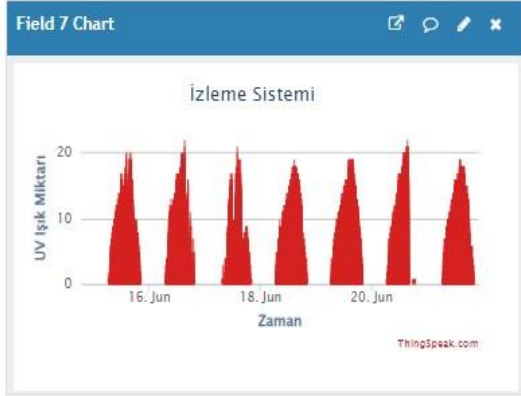 Field 7 Chart
İzleme Sistemi
UV Işık Miktarı
20
10
0
16. Jun
18. Jun
20. Jun
Zaman
ThingSpeak.com